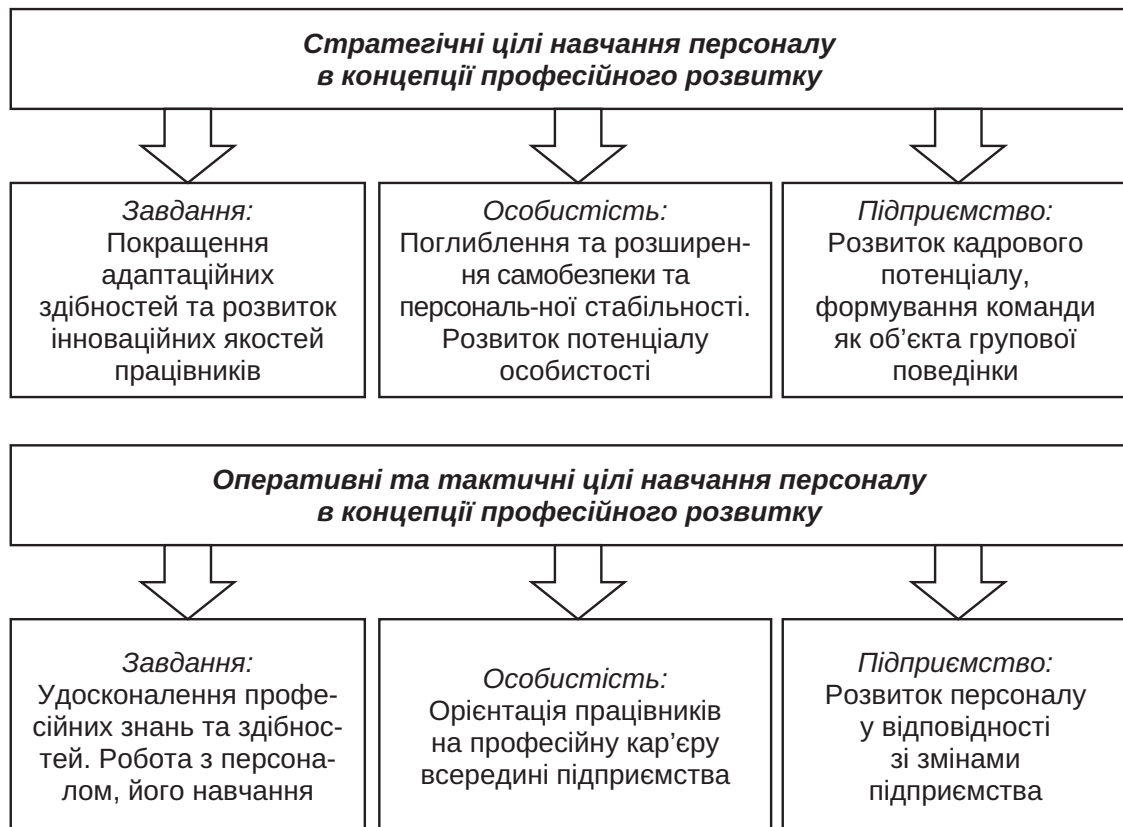 Стратегічні цілі навчання персоналу
в концепції професійного розвитку
Завдання:
Покращення
адаптаційних
здібностей та розвиток
інноваційних якостей
працівників
Особистість:
Поглиблення та розширен-
ня самобезпеки та
персональ-ної стабільності.
Розвиток потенціалу
особистості
Підприємство:
Розвиток кадрового
потенціалу,
формування команди
як об’єкта групової
поведінки
Оперативні та тактичні цілі навчання персоналу
в концепції професійного розвитку
Завдання:
Удосконалення профе-
сійних знань та здібнос-
тей. Робота з персона-
лом, його навчання
Особистість:
Орієнтація працівників
на професійну кар’єру
всередині підприємства
Підприємство:
Розвиток персоналу
у відповідності
зі змінами
підприємства